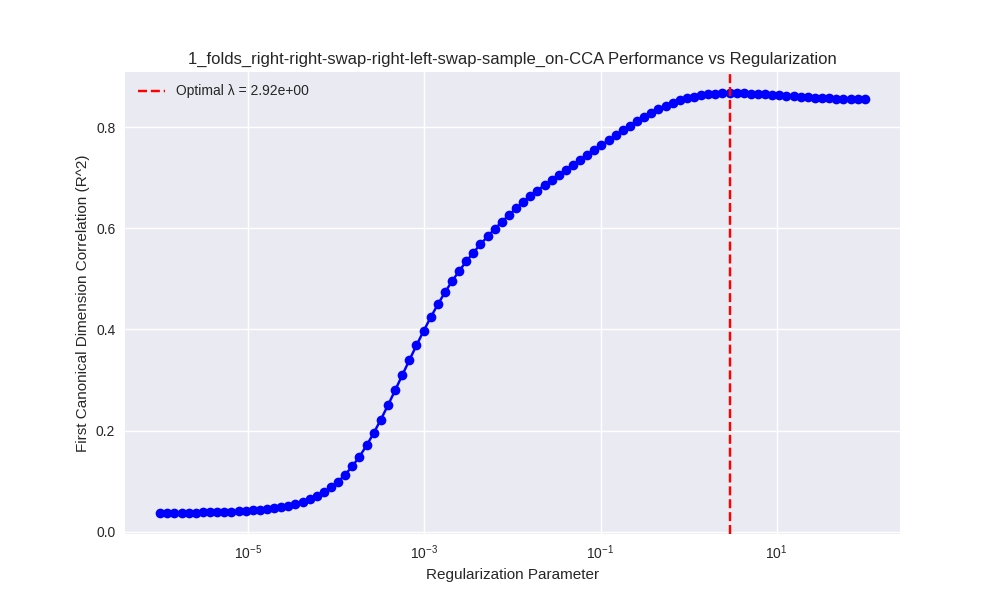 1_folds_right-right-swap-right-left-swap-sample_on-CCA Performance vs Regularization
Optimal λ = 2.92e+00
First Canonical Dimension Correlation (R^2)
0.8
0.6
0.4
0.2
0.0
10⁻⁵ 10⁻³ 10⁻¹ 10¹
Regularization Parameter